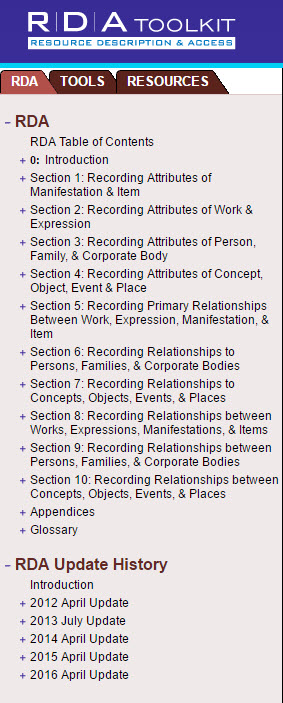 R|D|A TOOLKIT
RESOURCE DESCRIPTION & ACCESS
RDA TOOLS RESOURCES
– RDA
RDA Table of Contents
+ 0: Introduction
+ Section 1: Recording Attributes of
Manifestation & Item
+ Section 2: Recording Attributes of Work &
Expression
+ Section 3: Recording Attributes of Person,
Family, & Corporate Body
+ Section 4: Recording Attributes of Concept,
Object, Event & Place
+ Section 5: Recording Primary Relationships
Between Work, Expression, Manifestation, &
Item
+ Section 6: Recording Relationships to
Persons, Families, & Corporate Bodies
+ Section 7: Recording Relationships to
Concepts, Objects, Events, & Places
+ Section 8: Recording Relationships between
Works, Expressions, Manifestations, & Items
+ Section 9: Recording Relationships between
Persons, Families, & Corporate Bodies
+ Section 10: Recording Relationships between
Concepts, Objects, Events, & Places
+ Appendices
+ Glossary
– RDA Update History
Introduction
+ 2012 April Update
+ 2013 July Update
+ 2014 April Update
+ 2015 April Update
+ 2016 April Update